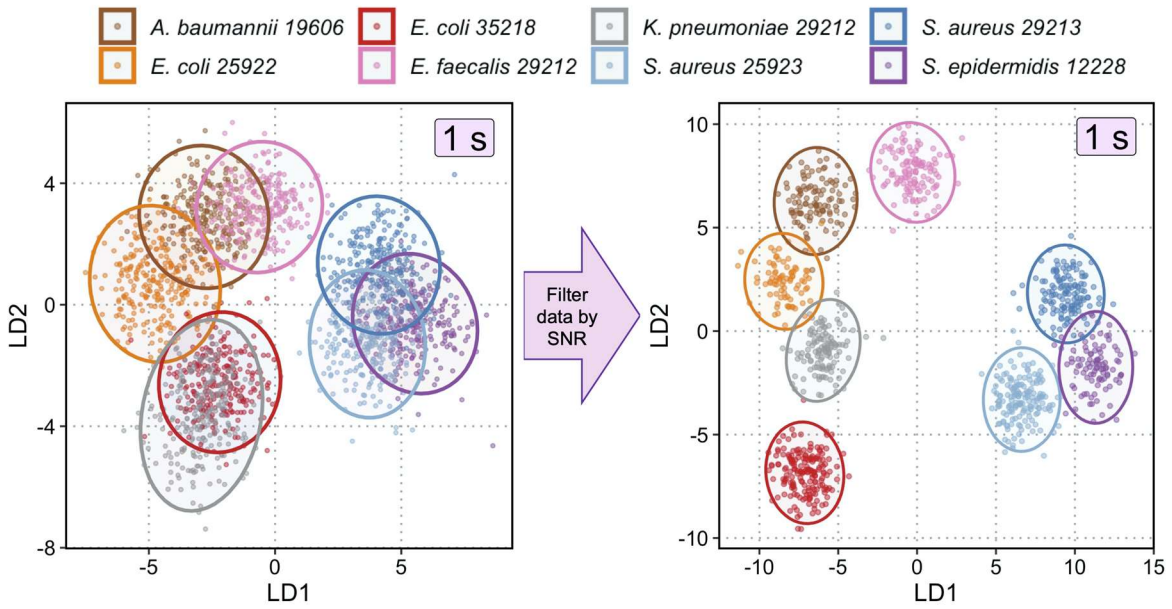 A. baumannii 19606 E. coli 35218 K. pneumoniae 29212 S. aureus 29213
E. coli 25922 E. faecalis 29212 S. aureus 25923 S. epidermidis 12228
1 s
4
0
-4
-8
LD2
-5 0 5
LD1
Filter
data by
SNR
1 s
10
5
0
-5
-10
LD2
-10 -5 0 5 10 15
LD1